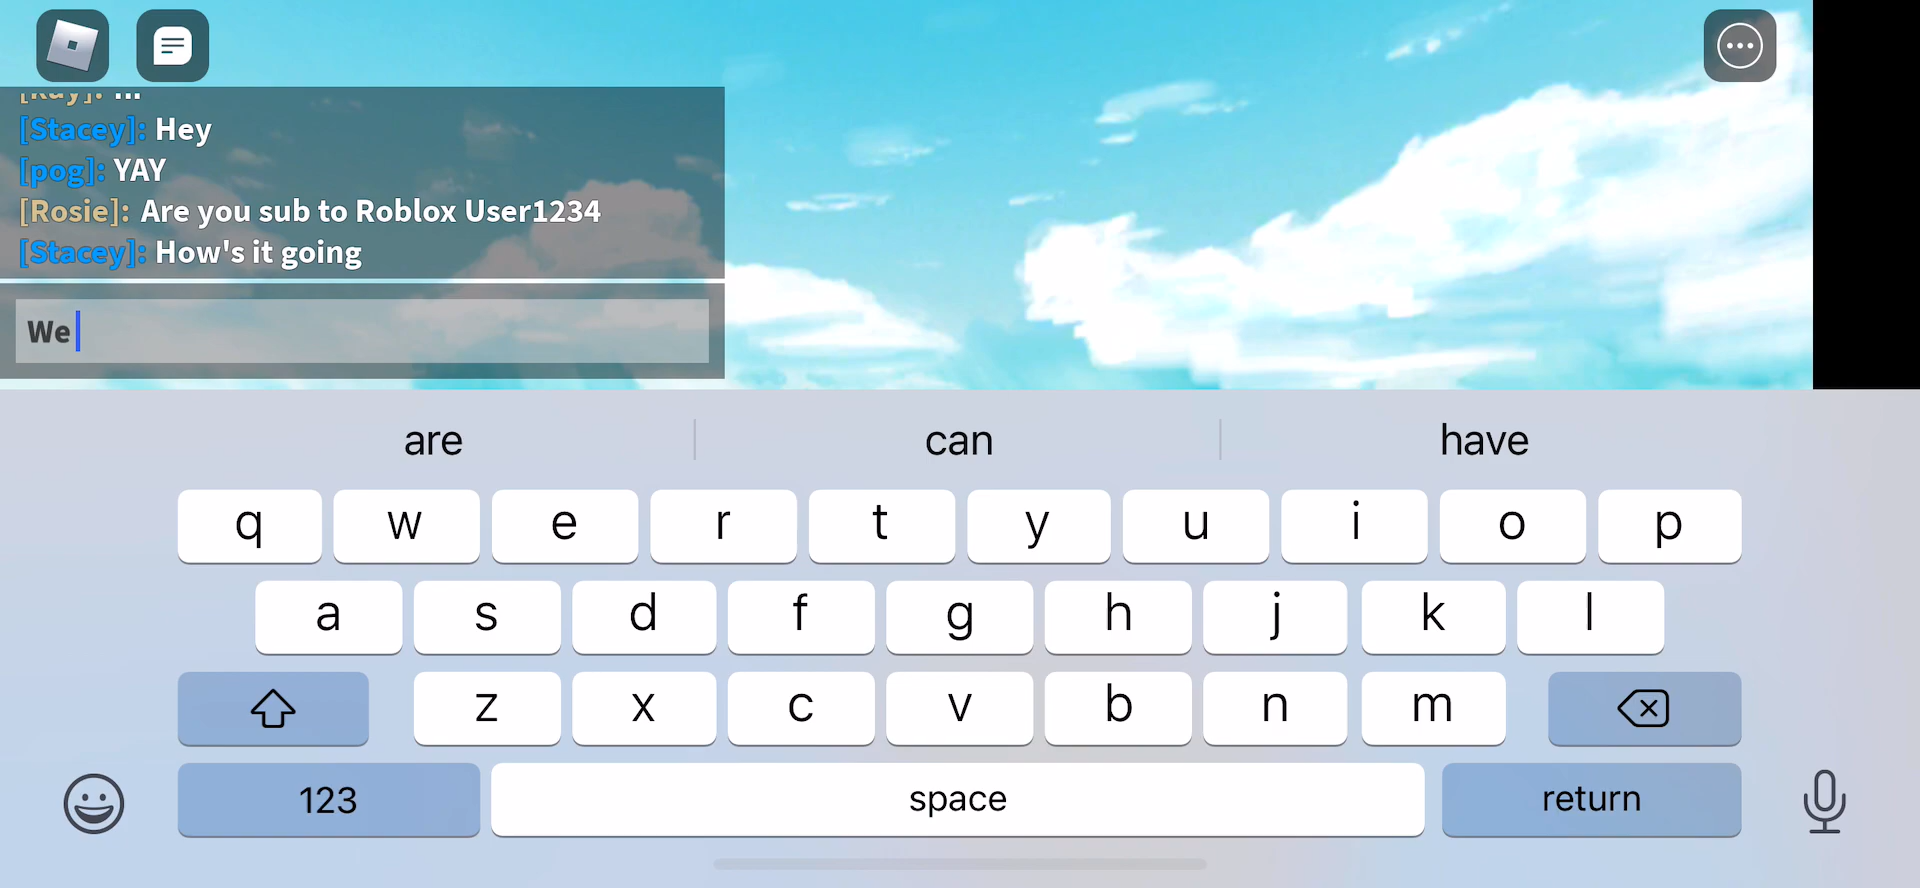 [Stacey]: Hey
[pog]: YAY
[Rosie]: Are you sub to Roblox User1234
[Stacey]: How's it going
We
are can have
q w e r t y u i o p
a s d f g h j k l
z x c v b n m
123 space return